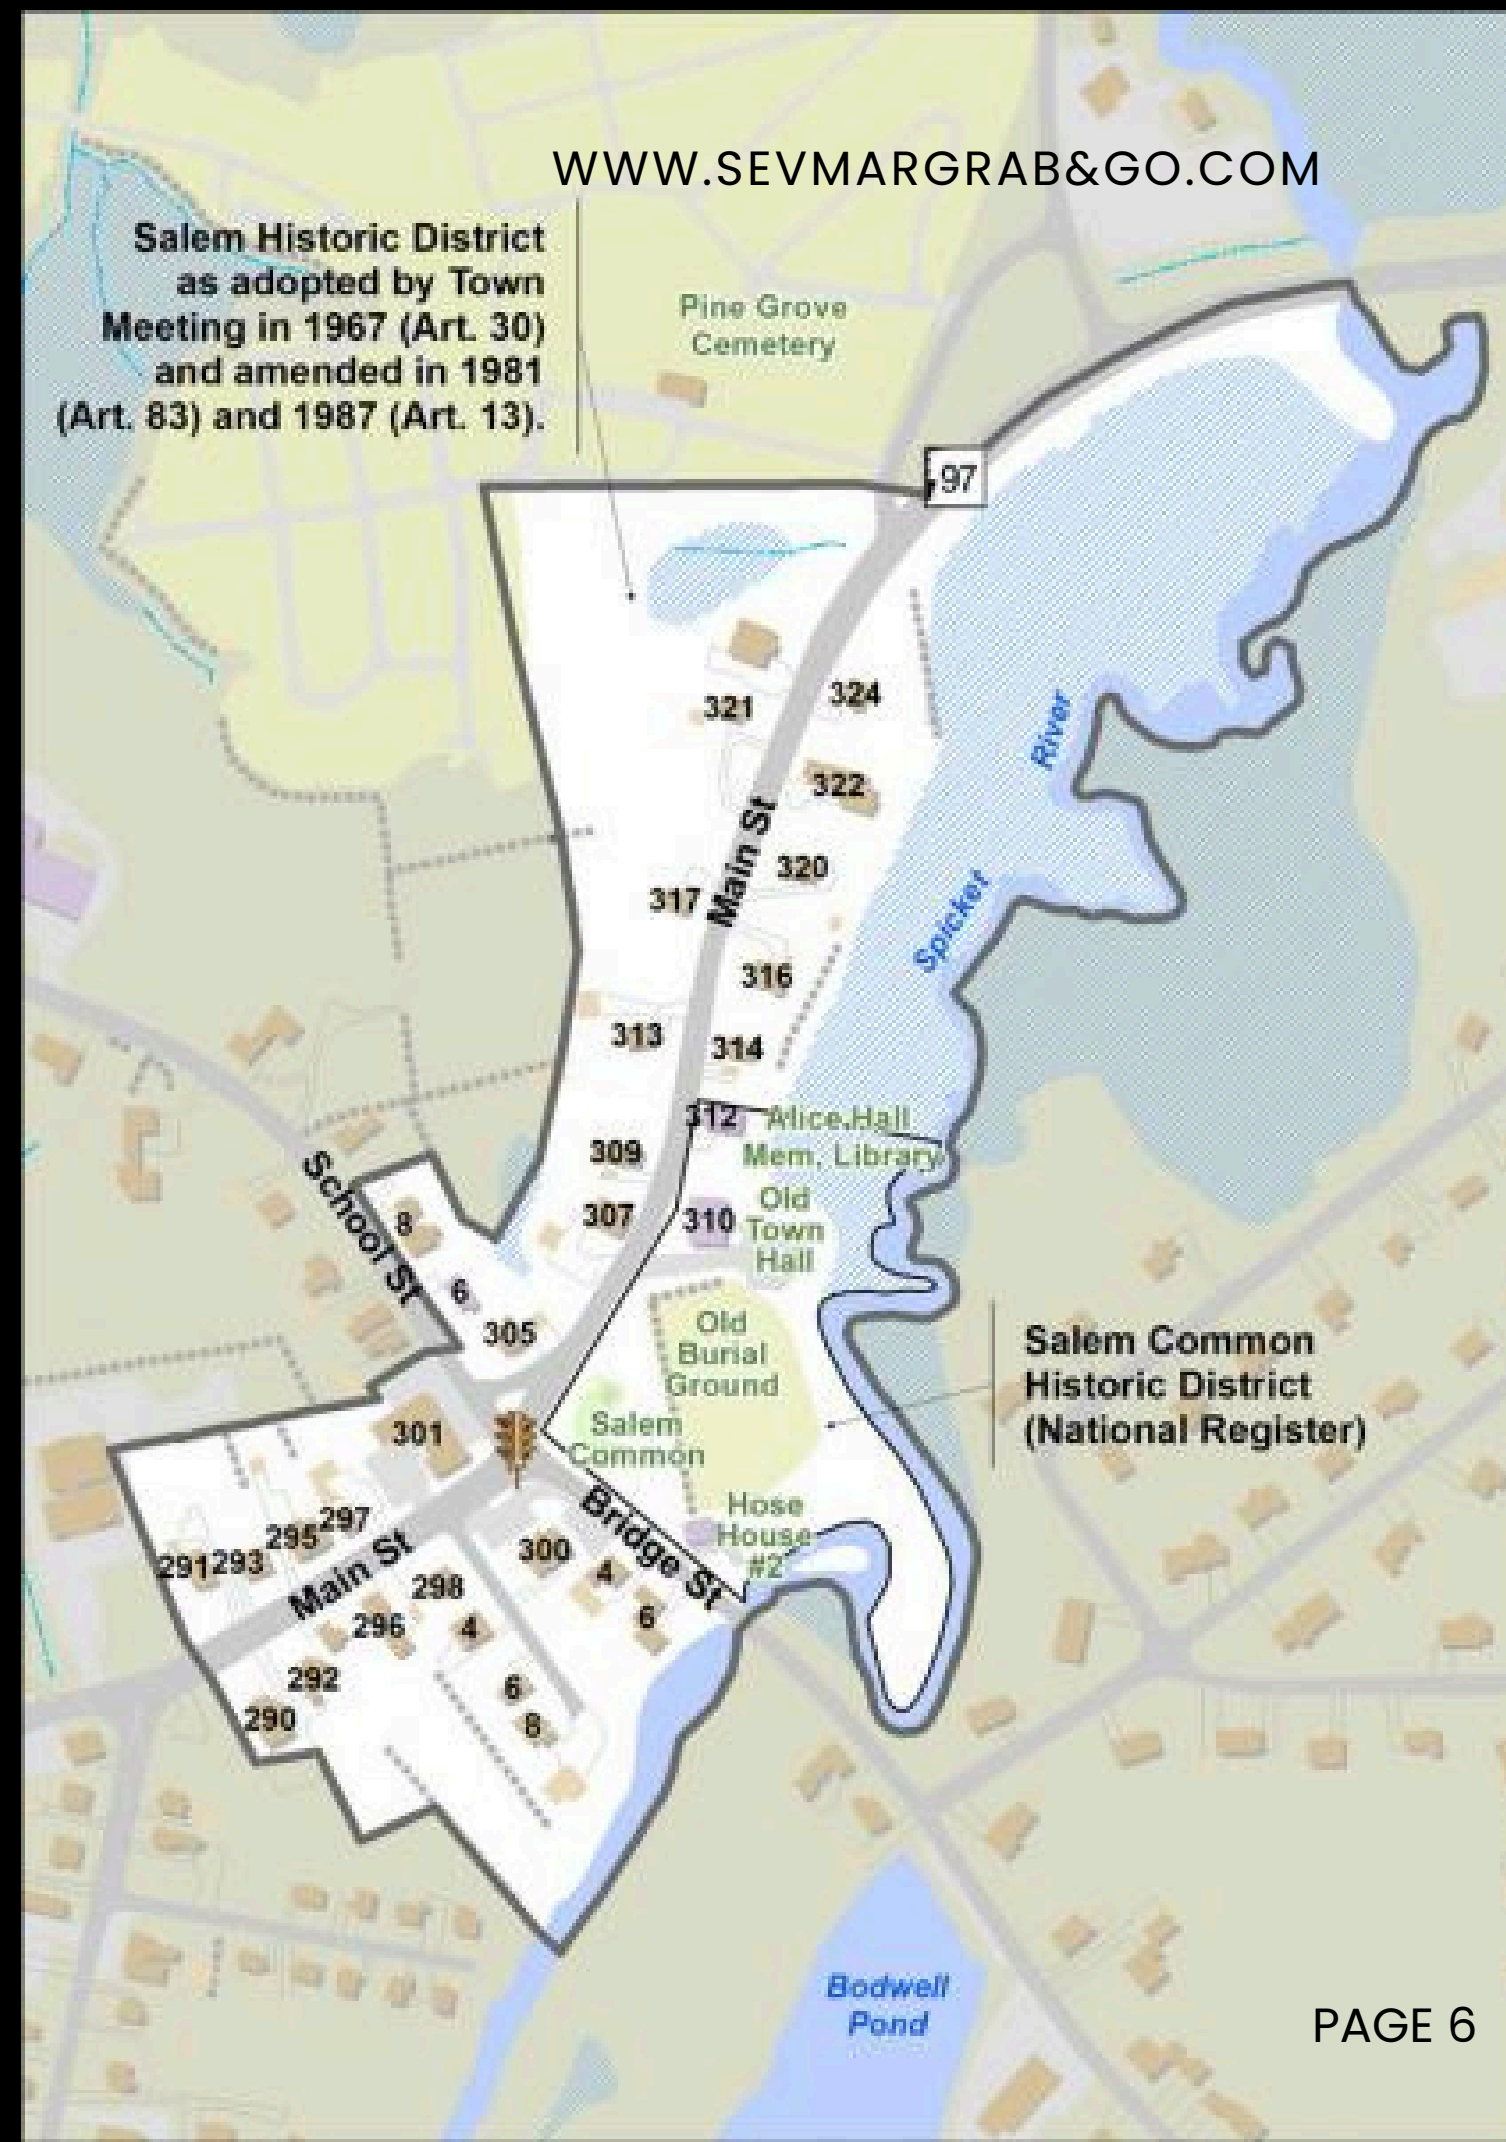 WWW.SEVMARGRAB&GO.COM
Salem Historic District
as adopted by Town
Meeting in 1967 (Art. 30)
and amended in 1981
(Art. 83) and 1987 (Art. 13).
Pine Grove
Cemetery
97
321
324
322
Main St
320
317
316
313
314
River
Spicket
312
Alice Hall
Mem. Library
309
307
310
Old
Town
Hall
School St
8
6
305
Old
Burial
Ground
Salem Common
Historic District
(National Register)
301
Salem
Common
Hose
House
#2
Bridge St
297
295
293
291
Main St
300
4
6
298
296
4
292
290
6
8
Bodwell
Pond
PAGE 6